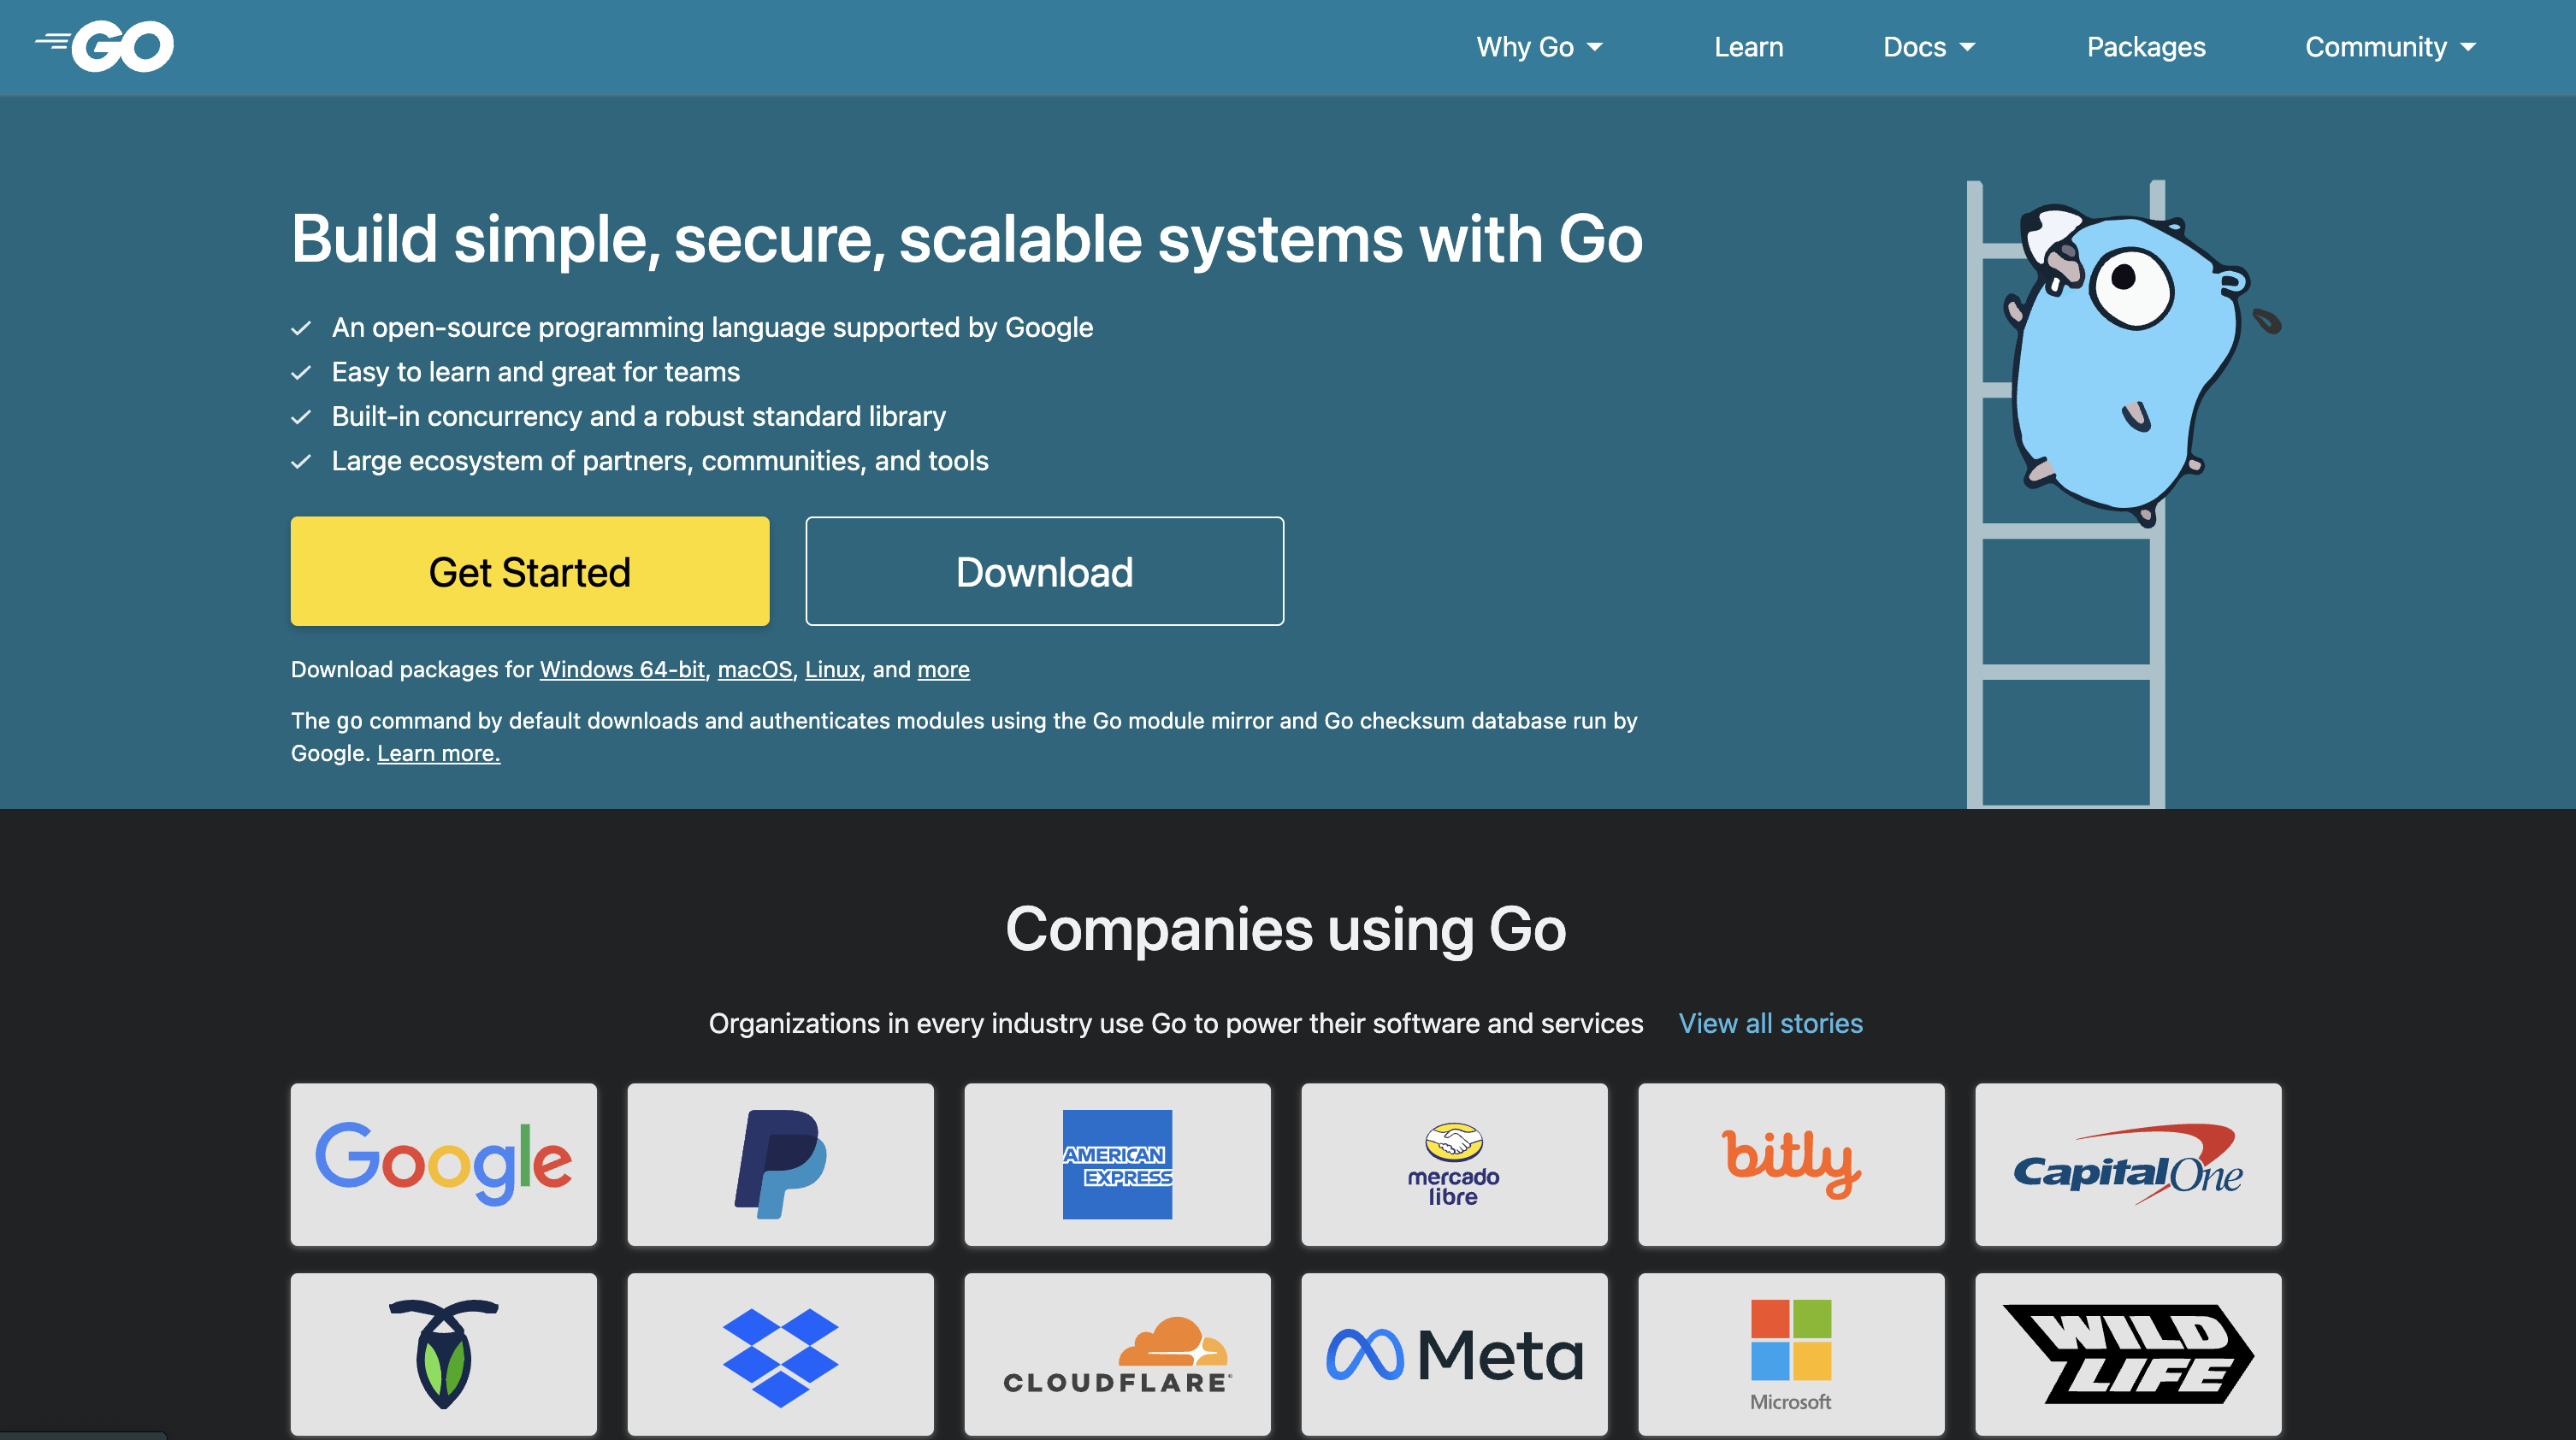 GO
Why Go
Learn
Docs
Packages
Community
Build simple, secure, scalable systems with Go
An open-source programming language supported by Google
Easy to learn and great for teams
Built-in concurrency and a robust standard library
Large ecosystem of partners, communities, and tools
Get Started
Download
Download packages for Windows 64-bit, macOS, Linux, and more
The go command by default downloads and authenticates modules using the Go module mirror and Go checksum database run by
Google. Learn more.
Companies using Go
Organizations in every industry use Go to power their software and services View all stories
Google
AMERICAN
EXPRESS
mercado
libre
bitly
Capital One
CLOUDFLARE
Meta
Microsoft
WILD
LIFE